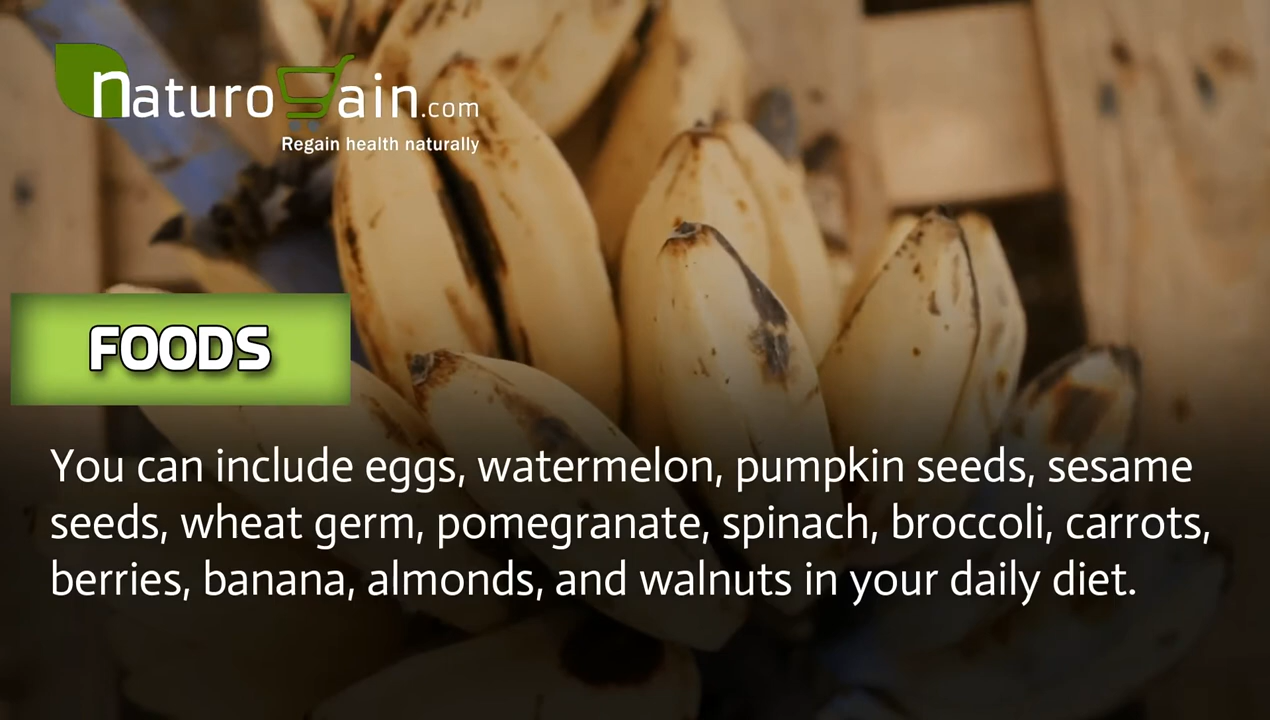 naturogain.com
Regain health naturally
FOODS
You can include eggs, watermelon, pumpkin seeds, sesame
seeds, wheat germ, pomegranate, spinach, broccoli, carrots,
berries, banana, almonds, and walnuts in your daily diet.